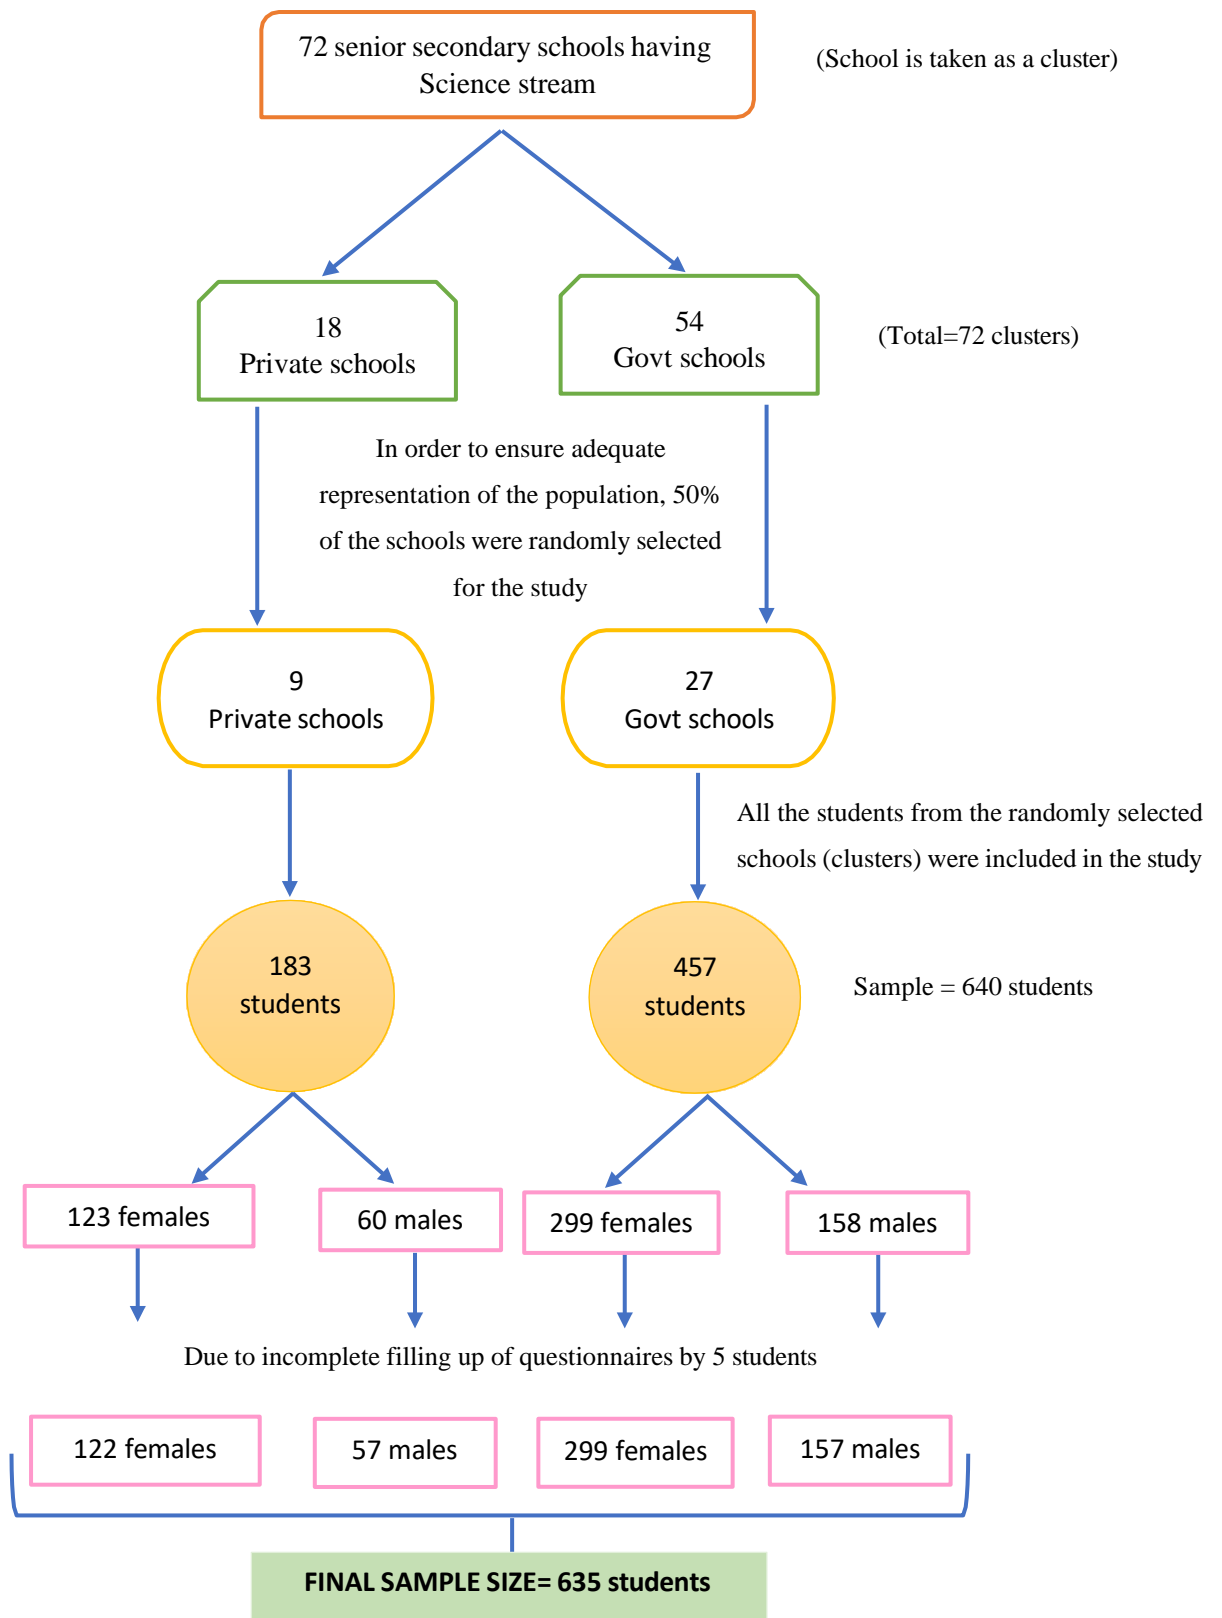 72 senior secondary schools having
Science stream
(School is taken as a cluster)
18
Private schools
54
Govt schools
(Total=72 clusters)
In order to ensure adequate
representation of the population, 50%
of the schools were randomly selected
for the study
9
Private schools
27
Govt schools
All the students from the randomly selected
schools (clusters) were included in the study
183
students
457
students
Sample = 640 students
123 females
60 males
299 females
158 males
Due to incomplete filling up of questionnaires by 5 students
122 females
57 males
299 females
157 males
FINAL SAMPLE SIZE= 635 students